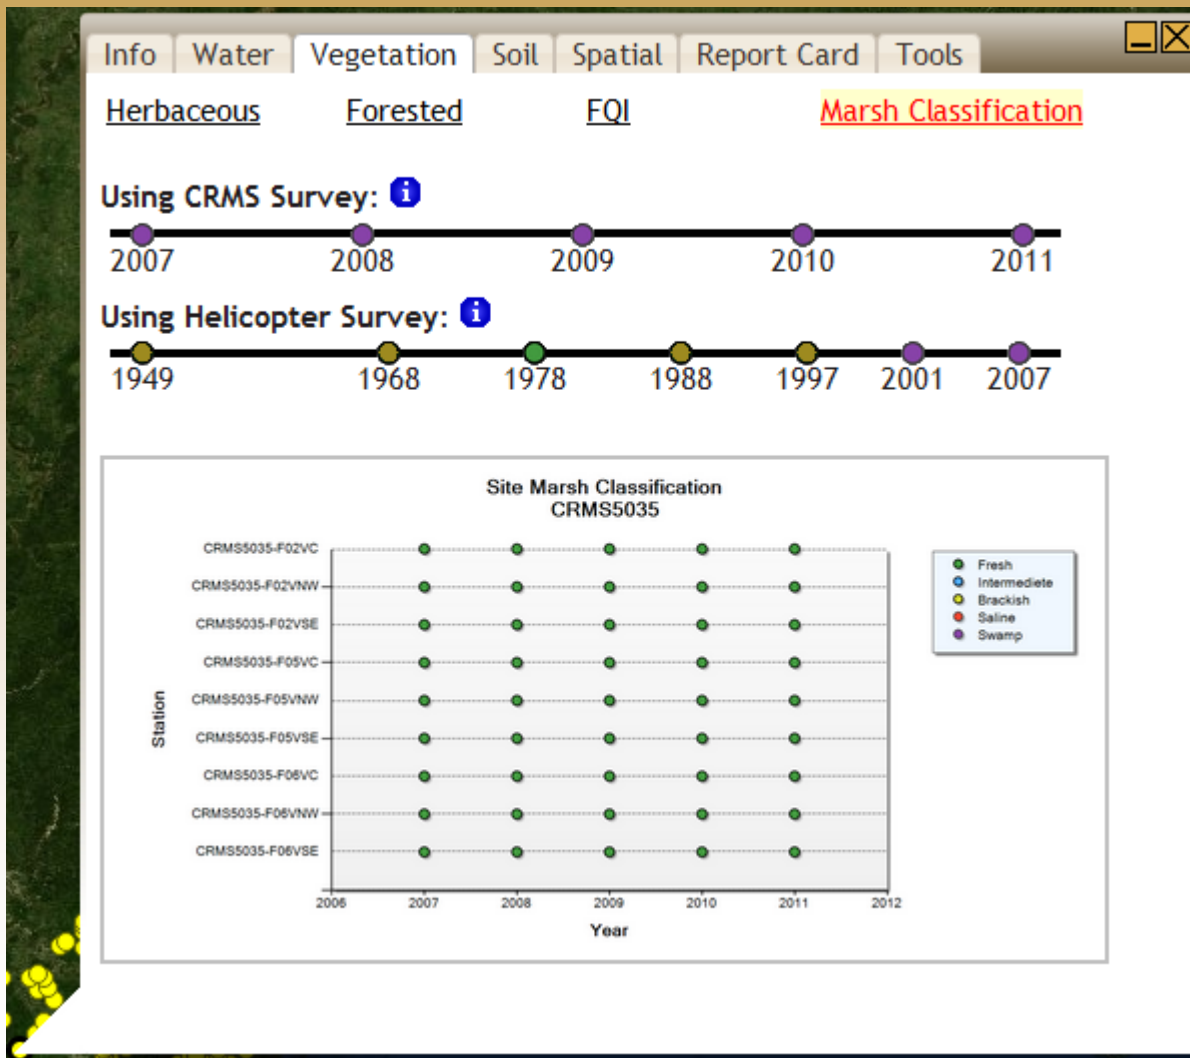 Info Water Vegetation Soil Spatial Report Card Tools
Herbaceous Forested FQI Marsh Classification
Using CRMS Survey: i
2007 2008 2009 2010 2011
Using Helicopter Survey: i
1949 1968 1978 1988 1997 2001 2007
Site Marsh Classification
CRMS5035
CRMS5035-F02VC
CRMS5035-F02VNW
CRMS5035-F02VSE
CRMS5035-F05VC
CRMS5035-F05VNW
CRMS5035-F05VSE
CRMS5035-F06VC
CRMS5035-F06VNW
CRMS5035-F06VSE
Station
2006 2007 2008 2009 2010 2011 2012
Year
Fresh
Intermediete
Brackish
Saline
Swamp